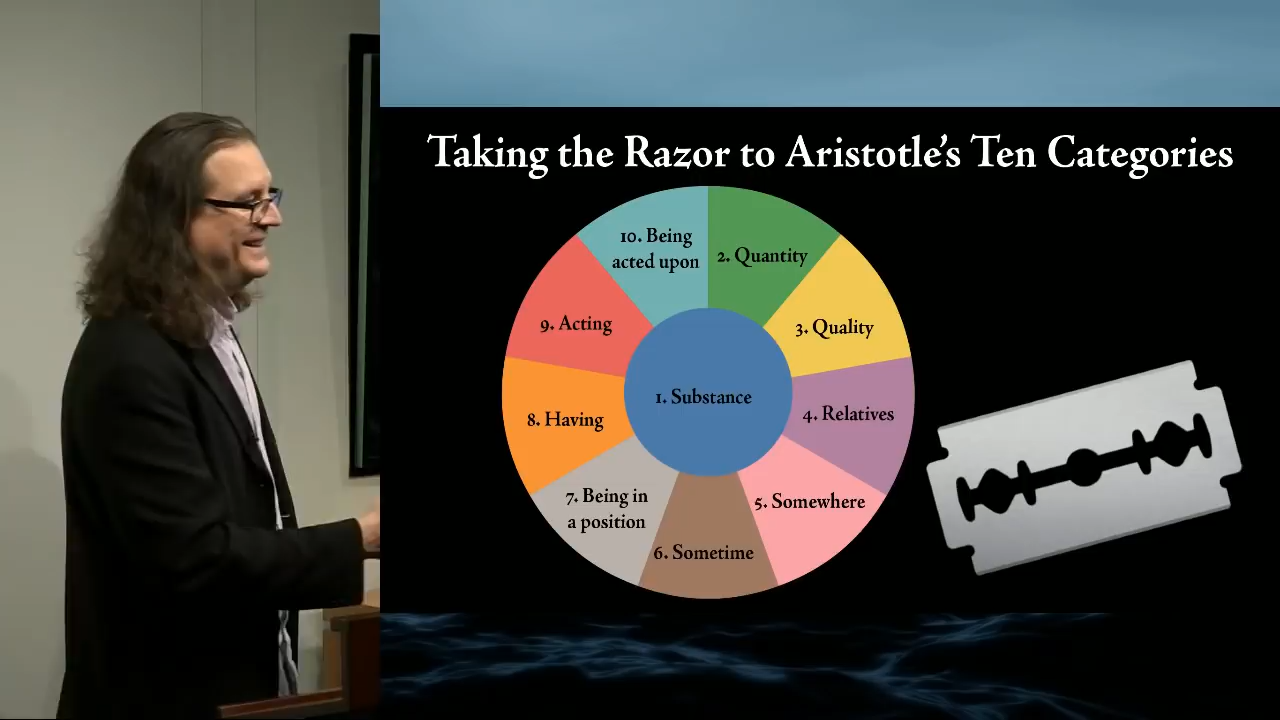 Taking the Razor to Aristotle's Ten Categories
1. Substance
2. Quantity
3. Quality
4. Relatives
5. Somewhere
6. Sometime
7. Being in
a position
8. Having
9. Acting
10. Being
acted upon